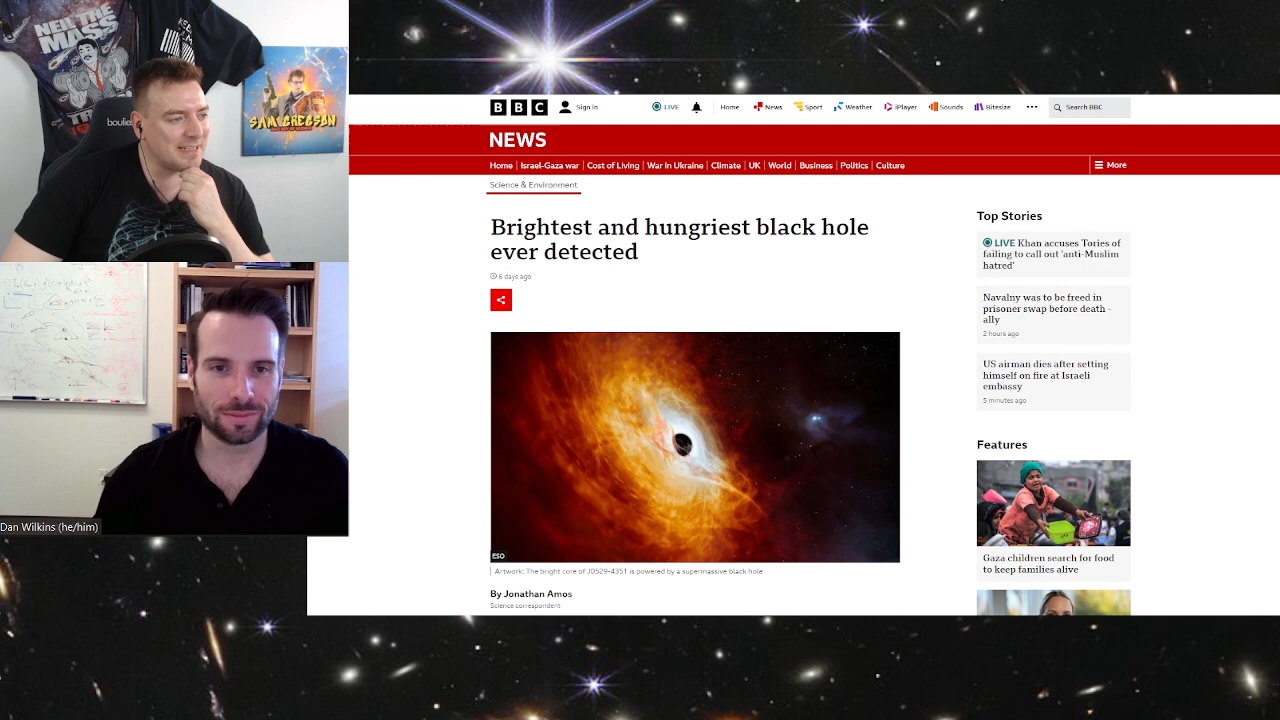 NEIL THE
MASS
TR
KEE
boulies
SAM GREGSON
Dan Wilkins (he/him)
BBC
Sign in
LIVE
Home
News
Sport
Weather
iPlayer
Sounds
Bitesize
Search BBC
NEWS
Home
Israel-Gaza war
Cost of Living
War in Ukraine
Climate
UK
World
Business
Politics
Culture
More
Science & Environment
Brightest and hungriest black hole
ever detected
6 days ago
ESO
Artwork: The bright core of J0529-4351 is powered by a supermassive black hole
By Jonathan Amos
Science correspondent
Top Stories
LIVE Khan accuses Tories of
failing to call out 'anti-Muslim
hatred'
Navalny was to be freed in
prisoner swap before death -
ally
2 hours ago
US airman dies after setting
himself on fire at Israeli
embassy
5 minutes ago
Features
Gaza children search for food
to keep families alive